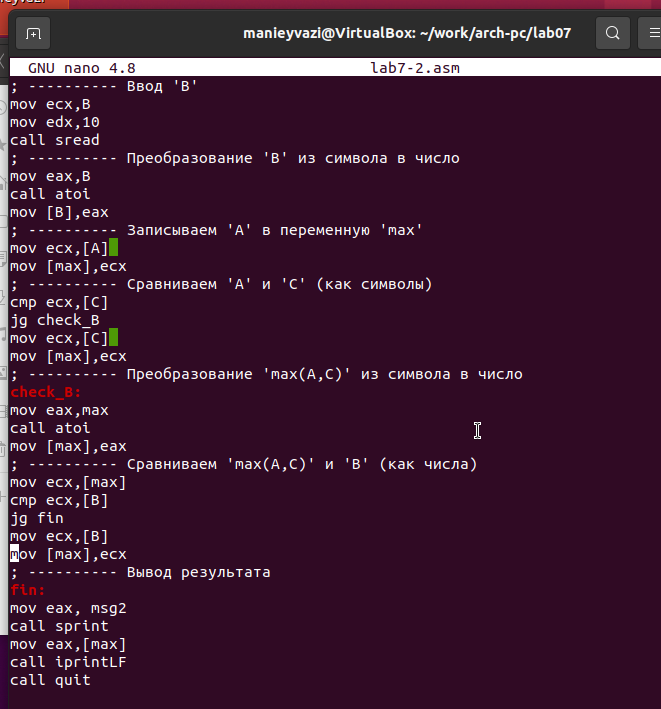 manieyvazi@VirtualBox: ~/work/arch-pc/lab07
GNU nano 4.8 lab7-2.asm
; ---------- Ввод 'B'
mov ecx,B
mov edx,10
call sread
; ---------- Преобразование 'B' из символа в число
mov eax,B
call atoi
mov [B],eax
; ---------- Записываем 'A' в переменную 'max'
mov ecx,[A]
mov [max],ecx
; ---------- Сравниваем 'A' и 'С' (как символы)
cmp ecx,[C]
jg check_B
mov ecx,[C]
mov [max],ecx
; ---------- Преобразование 'max(A,C)' из символа в число
check_B:
mov eax,max
call atoi
mov [max],eax
; ---------- Сравниваем 'max(A,C)' и 'B' (как числа)
mov ecx,[max]
cmp ecx,[B]
jg fin
mov ecx,[B]
mov [max],ecx
; ---------- Вывод результата
fin:
mov eax, msg2
call sprint
mov eax,[max]
call iprintLF
call quit